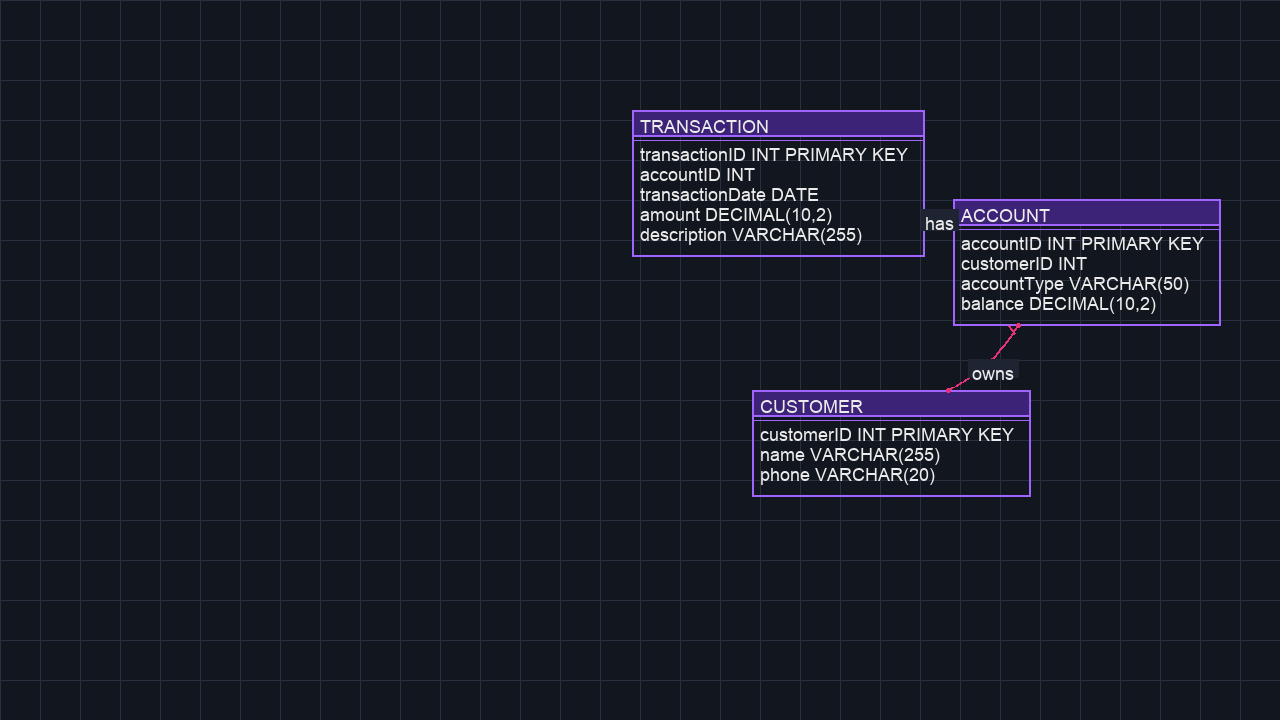 TRANSACTION
transactionID INT PRIMARY KEY
accountID INT
transactionDate DATE
amount DECIMAL(10,2)
description VARCHAR(255)
has
ACCOUNT
accountID INT PRIMARY KEY
customerID INT
accountType VARCHAR(50)
balance DECIMAL(10,2)
owns
CUSTOMER
customerID INT PRIMARY KEY
name VARCHAR(255)
phone VARCHAR(20)